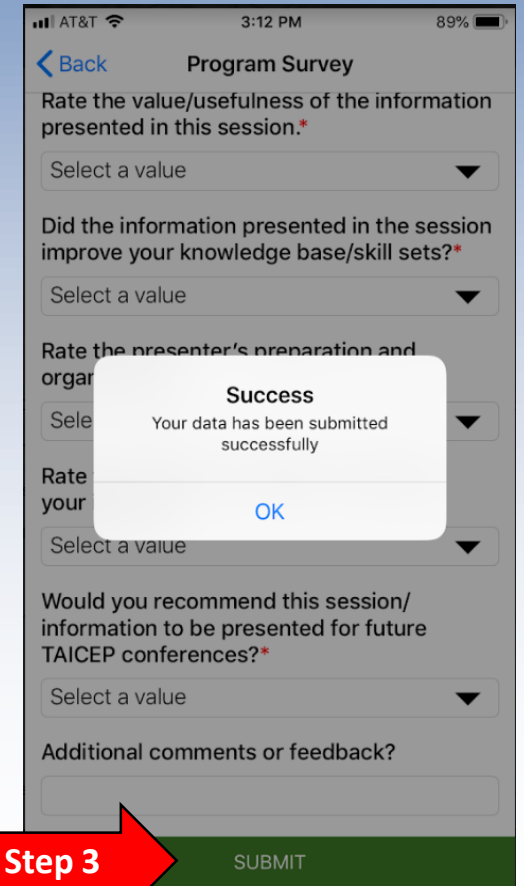 AT&T 3:12 PM 89%
Back Program Survey
Rate the value/usefulness of the information
presented in this session.*
Select a value
Did the information presented in the session
improve your knowledge base/skill sets?*
Select a value
Rate the presenter's preparation and
organ
Sele
Success
Your data has been submitted
successfully
OK
Rate
your
Select a value
Would you recommend this session/
information to be presented for future
TAICEP conferences?*
Select a value
Additional comments or feedback?
Step 3
SUBMIT